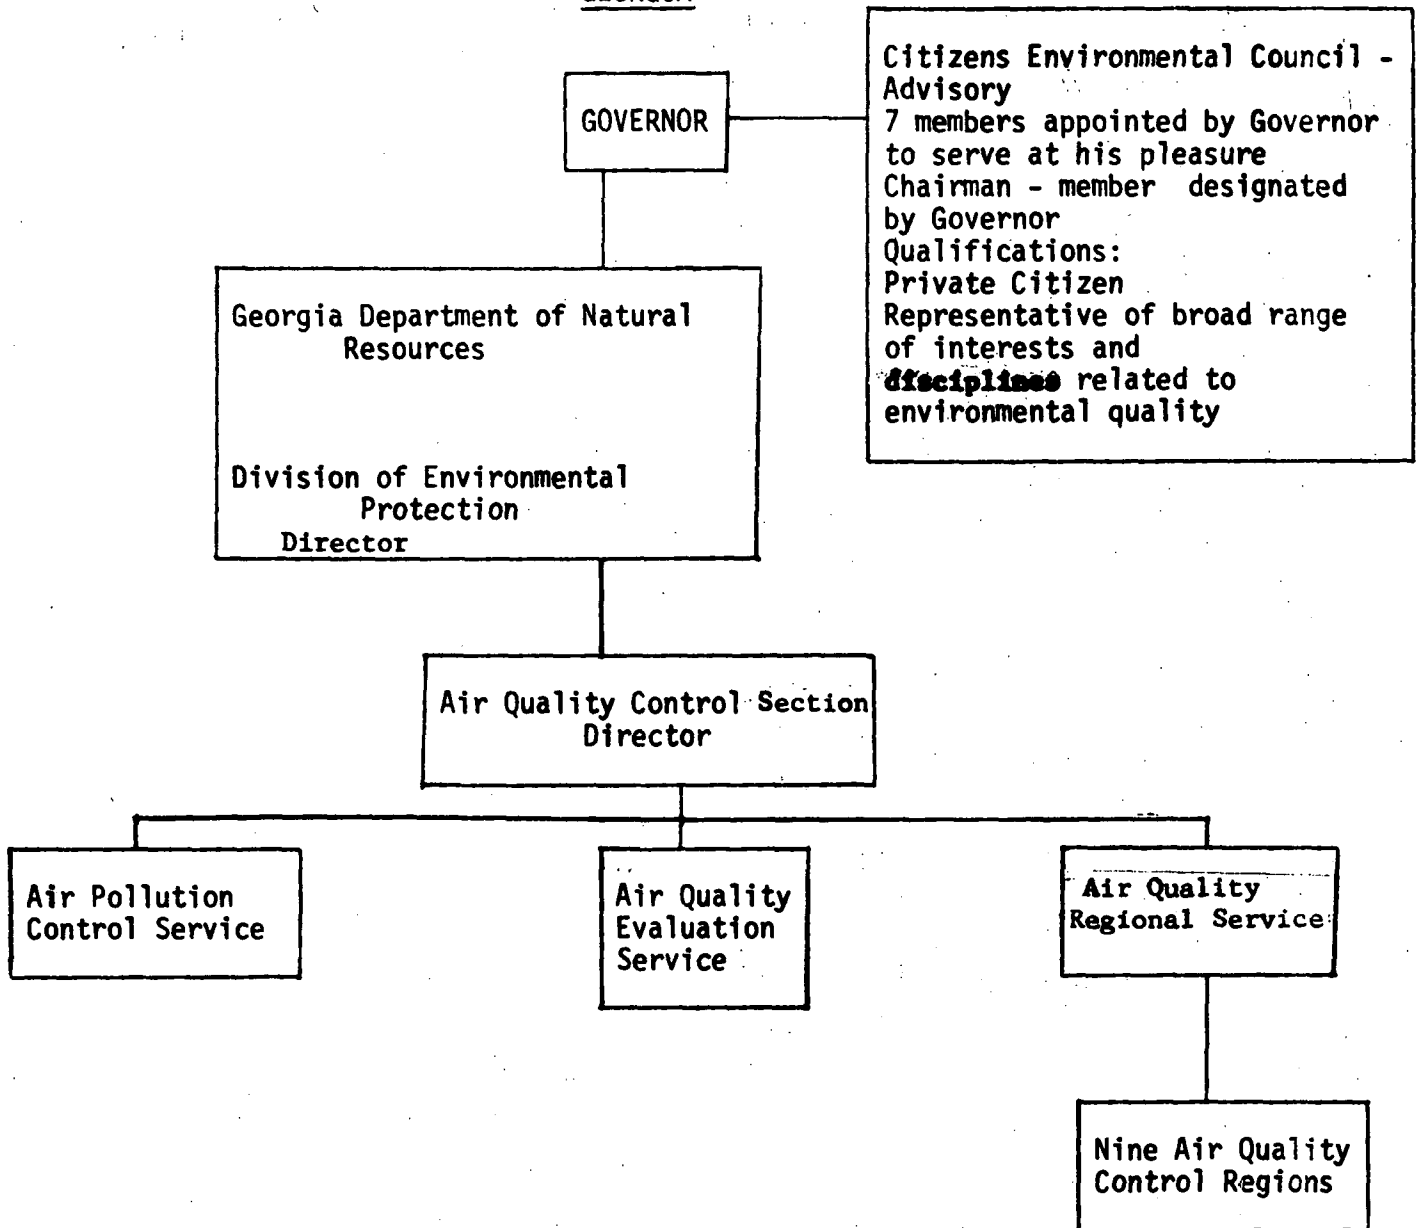 GOVERNOR
Citizens Environmental Council -
Advisory
7 members appointed by Governor
to serve at his pleasure
Chairman - member designated
by Governor
Qualifications:
Private Citizen
Representative of broad range
of interests and
disciplines related to
environmental quality
Georgia Department of Natural
Resources
Division of Environmental
Protection
Director
Air Quality Control Section
Director
Air Pollution
Control Service
Air Quality
Evaluation
Service
Air Quality
Regional Service
Nine Air Quality
Control Regions